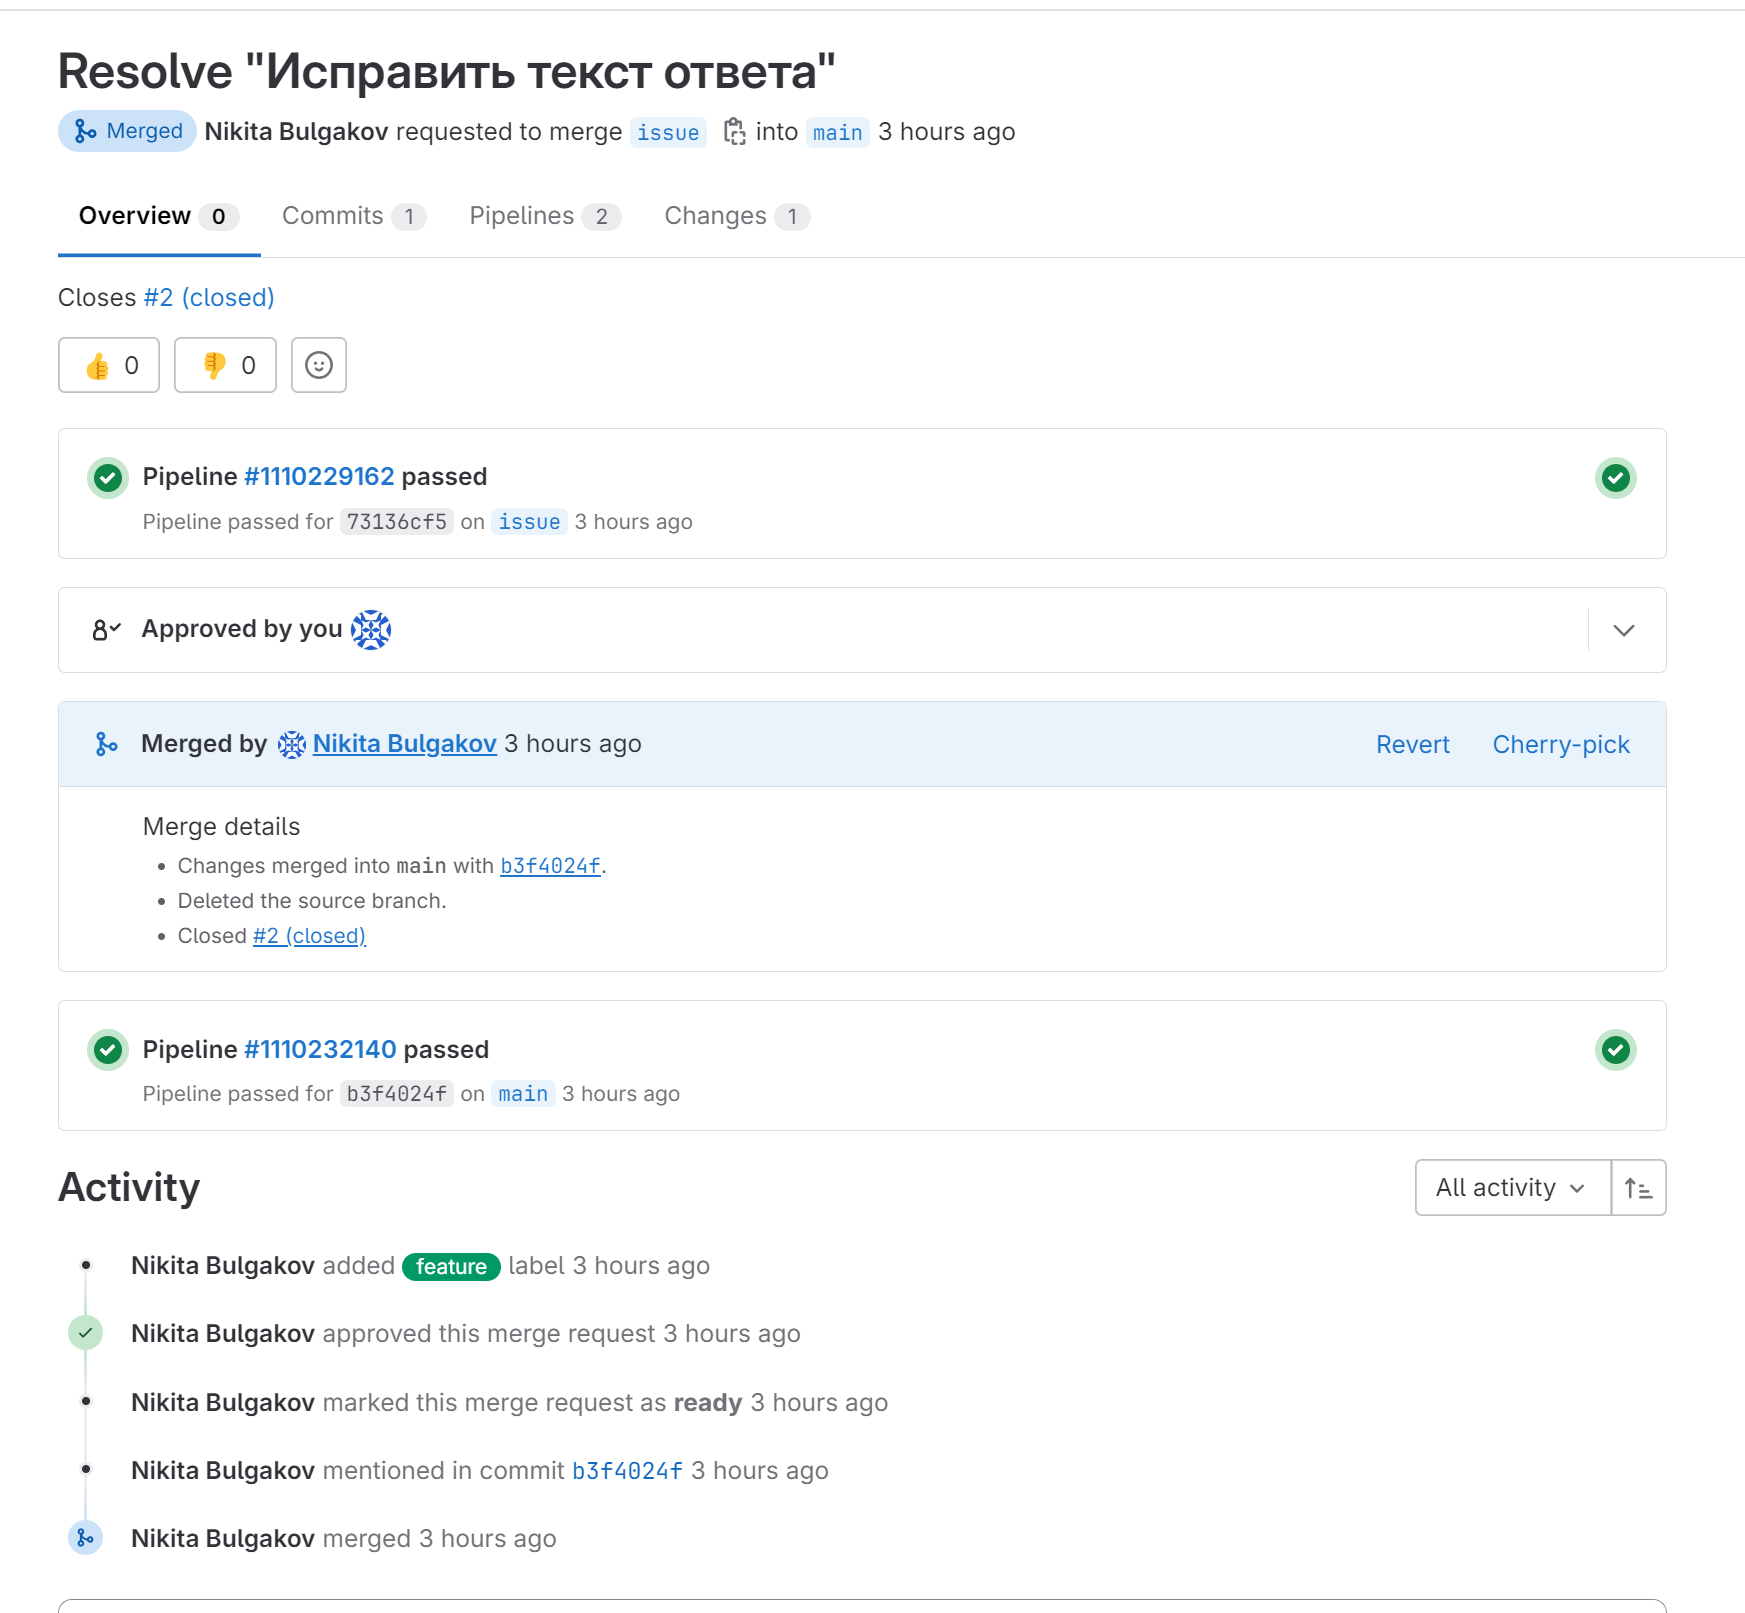 Resolve "Исправить текст ответа"
Merged Nikita Bulgakov requested to merge issue into main 3 hours ago
Overview 0 Commits 1 Pipelines 2 Changes 1
Closes #2 (closed)
👍 0 👎 0
Pipeline #1110229162 passed
Pipeline passed for 73136cf5 on issue 3 hours ago
Approved by you
Merged by Nikita Bulgakov 3 hours ago Revert Cherry-pick
Merge details
• Changes merged into main with b3f4024f.
• Deleted the source branch.
• Closed #2 (closed)
Pipeline #1110232140 passed
Pipeline passed for b3f4024f on main 3 hours ago
Activity All activity
Nikita Bulgakov added feature label 3 hours ago
Nikita Bulgakov approved this merge request 3 hours ago
Nikita Bulgakov marked this merge request as ready 3 hours ago
Nikita Bulgakov mentioned in commit b3f4024f 3 hours ago
Nikita Bulgakov merged 3 hours ago